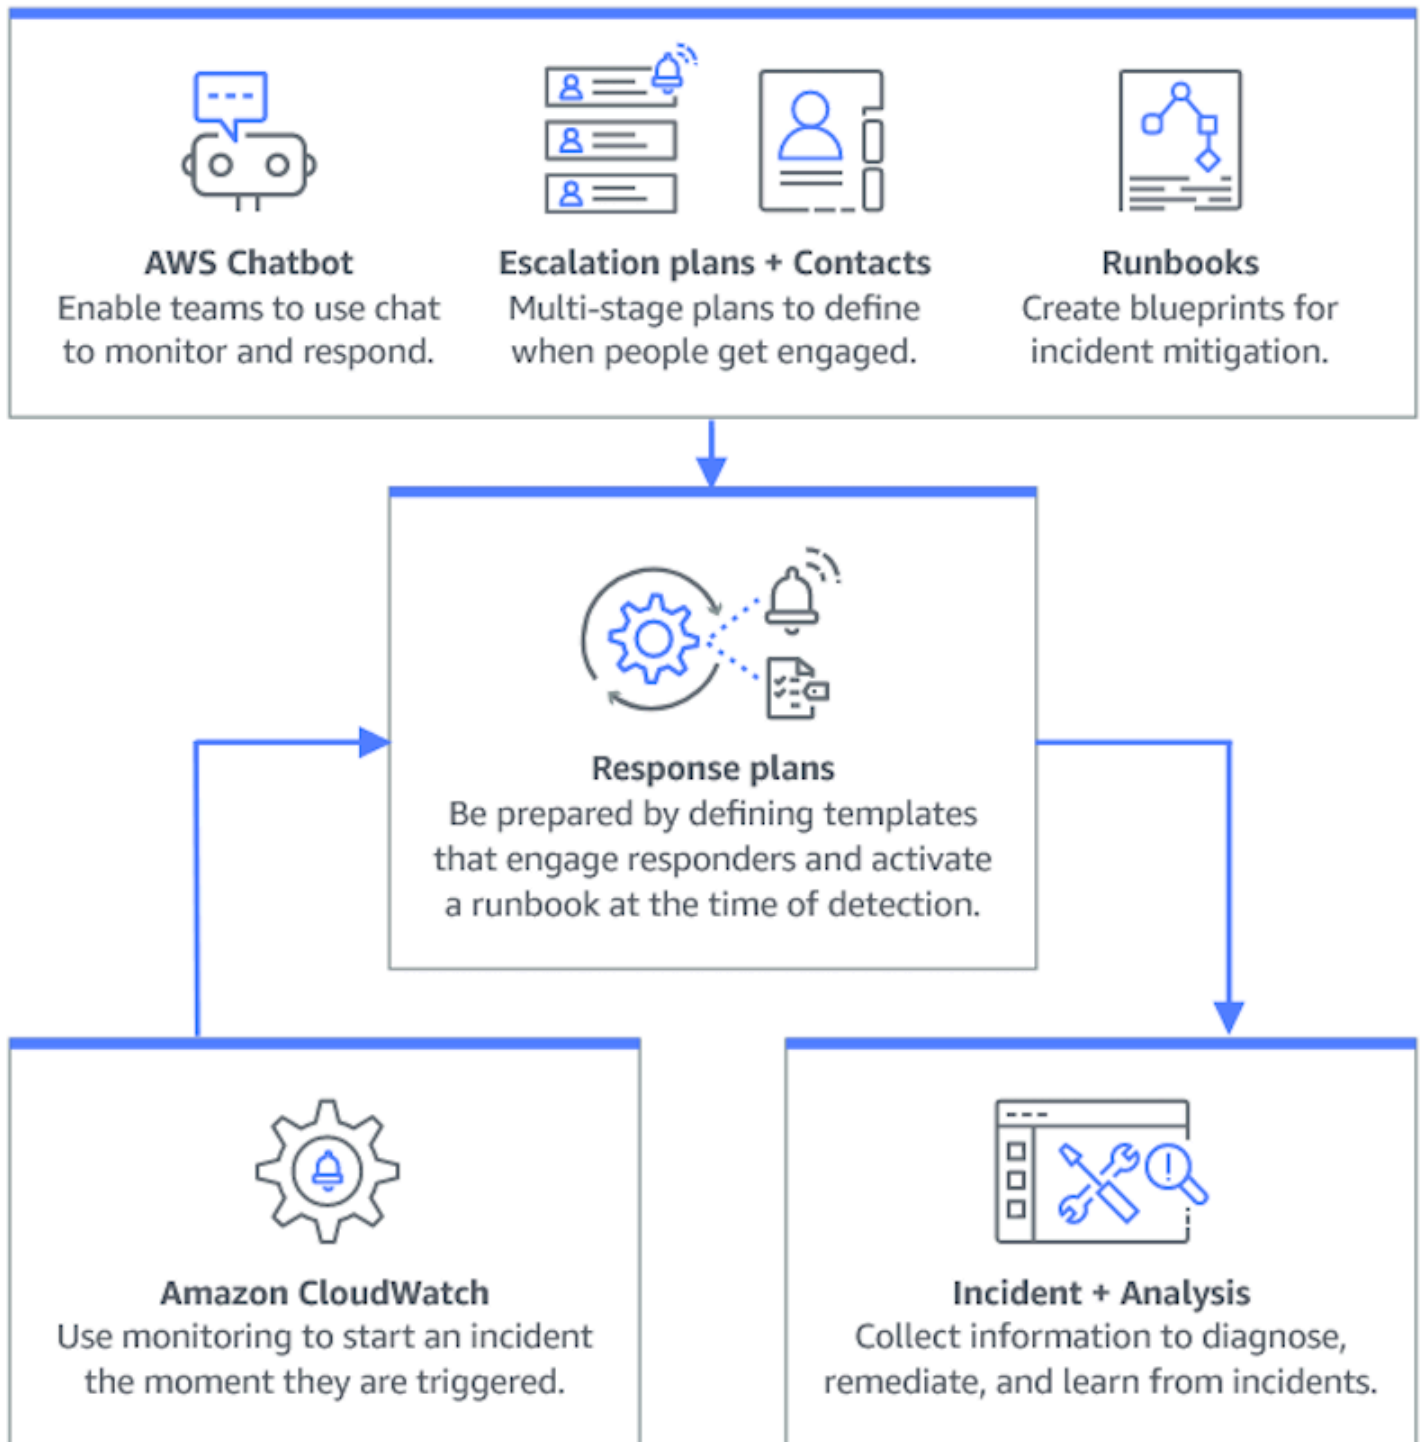 AWS Chatbot
Enable teams to use chat
to monitor and respond.
Escalation plans + Contacts
Multi-stage plans to define
when people get engaged.
Runbooks
Create blueprints for
incident mitigation.
Response plans
Be prepared by defining templates
that engage responders and activate
a runbook at the time of detection.
Amazon CloudWatch
Use monitoring to start an incident
the moment they are triggered.
Incident + Analysis
Collect information to diagnose,
remediate, and learn from incidents.